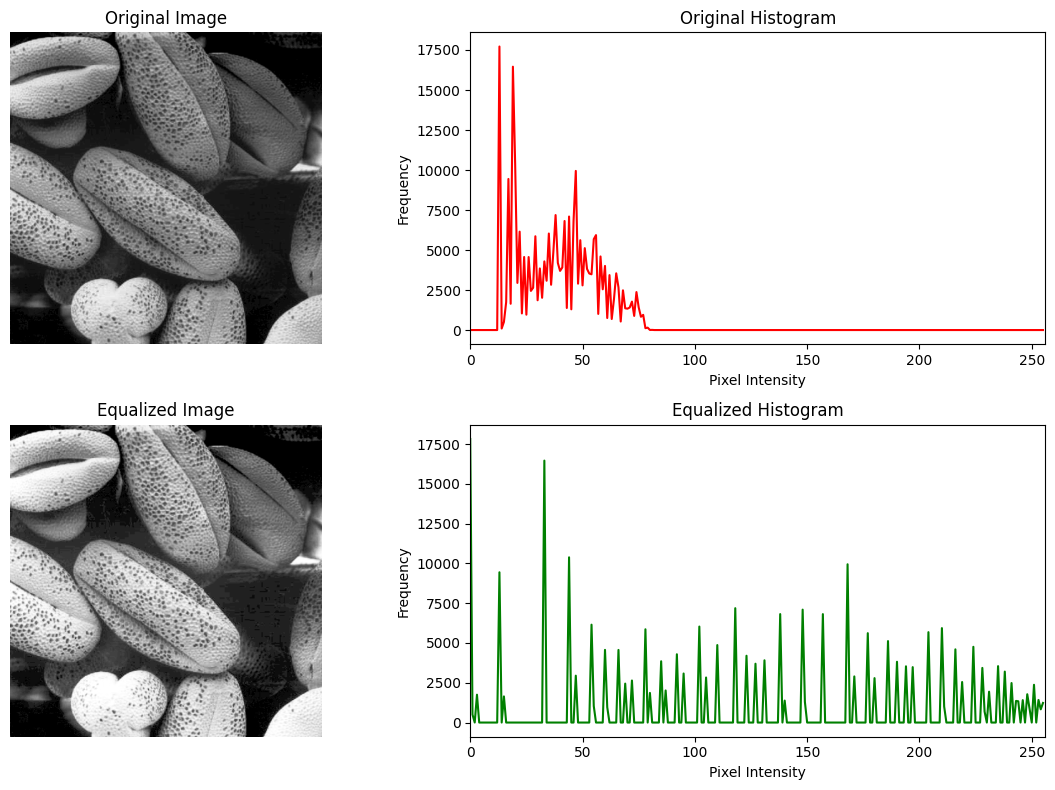 Original Image
Original Histogram
17500
15000
12500
10000
7500
5000
2500
0
Frequency
0 50 100 150 200 250
Pixel Intensity
Equalized Image
Equalized Histogram
17500
15000
12500
10000
7500
5000
2500
0
Frequency
0 50 100 150 200 250
Pixel Intensity